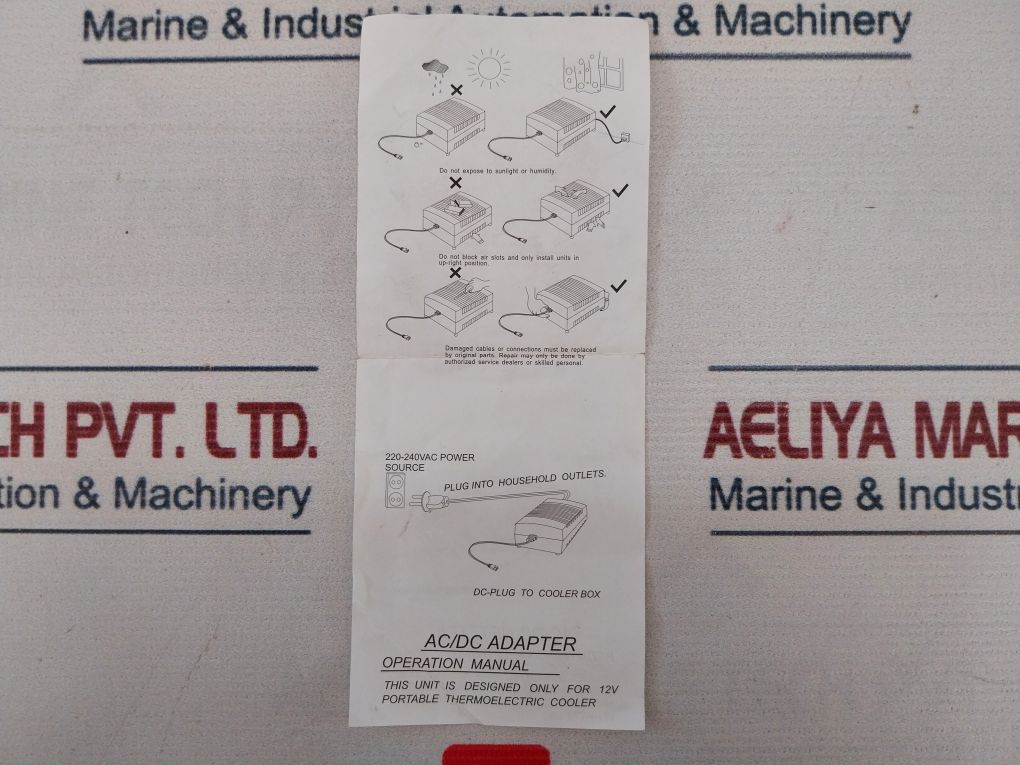 Marine & Industrial Automation & Machinery
Do not expose to sunlight or humidity.
Do not block air slots and only install units in
up-right position.
Damaged cables or connections must be replaced
by original parts. Repair may only be done by
authorized service dealers or skilled personal.
CH PVT. LTD.
tion & Machinery
AELIYA MAR
Marine & Industr
220-240VAC POWER
SOURCE
PLUG INTO HOUSEHOLD OUTLETS.
DC-PLUG TO COOLER BOX
AC/DC ADAPTER
OPERATION MANUAL
THIS UNIT IS DESIGNED ONLY FOR 12V
PORTABLE THERMOELECTRIC COOLER